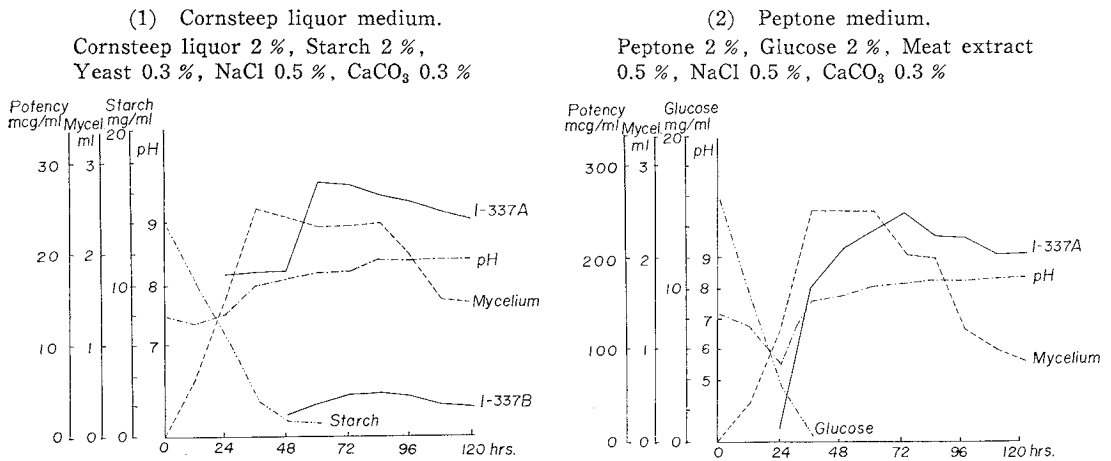 (1) Cornsteep liquor medium.
Cornsteep liquor 2 %, Starch 2 %,
Yeast 0.3 %, NaCl 0.5 %, CaCO₃ 0.3 %
Potency mcg/ml
Mycel. ml
Starch mg/ml
pH
30
20
10
0
3
2
1
0
20
10
0
9
8
7
I-337A
pH
Mycelium
I-337B
Starch
0 24 48 72 96 120 hrs.
(2) Peptone medium.
Peptone 2 %, Glucose 2 %, Meat extract
0.5 %, NaCl 0.5 %, CaCO₃ 0.3 %
Potency mcg/ml
Mycel. ml
Glucose mg/ml
pH
300
200
100
0
3
2
1
0
20
10
0
9
8
7
6
5
I-337A
pH
Mycelium
Glucose
0 24 48 72 96 120 hrs.